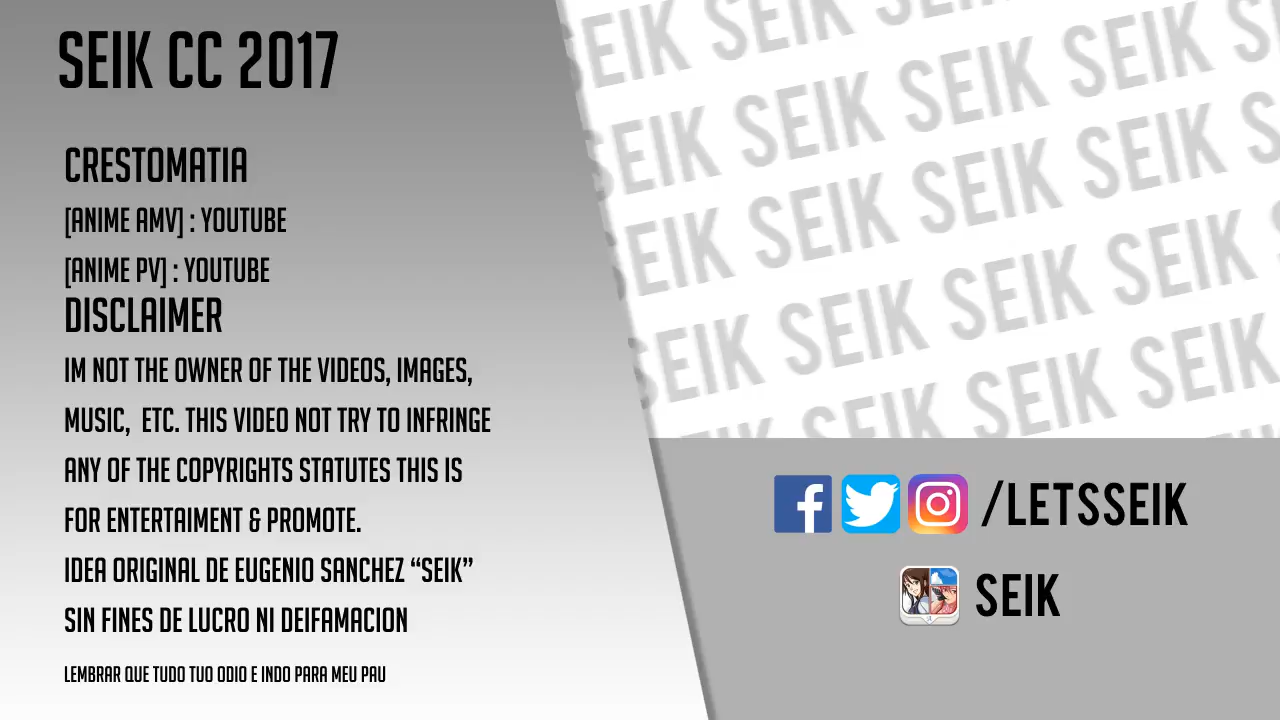 SEIK CC 2017
CRESTOMATIA
[ANIME AMV] : YOUTUBE
[ANIME PV] : YOUTUBE
DISCLAIMER
IM NOT THE OWNER OF THE VIDEOS, IMAGES,
MUSIC, ETC. THIS VIDEO NOT TRY TO INFRINGE
ANY OF THE COPYRIGHTS STATUTES THIS IS
FOR ENTERTAIMENT & PROMOTE.
IDEA ORIGINAL DE EUGENIO SANCHEZ “SEIK”
SIN FINES DE LUCRO NI DEIFAMACION
LEMBRAR QUE TUDO TUO ODIO E INDO PARA MEU PAU
SEIK SEIK SEIK SEIK
SEIK SEIK SEIK SEIK SEIK
SEIK SEIK SEIK SEIK SEIK
SEIK SEIK SEIK SEIK SEIK
SEIK SEIK SEIK SEIK
/LETSSEIK
SEIK